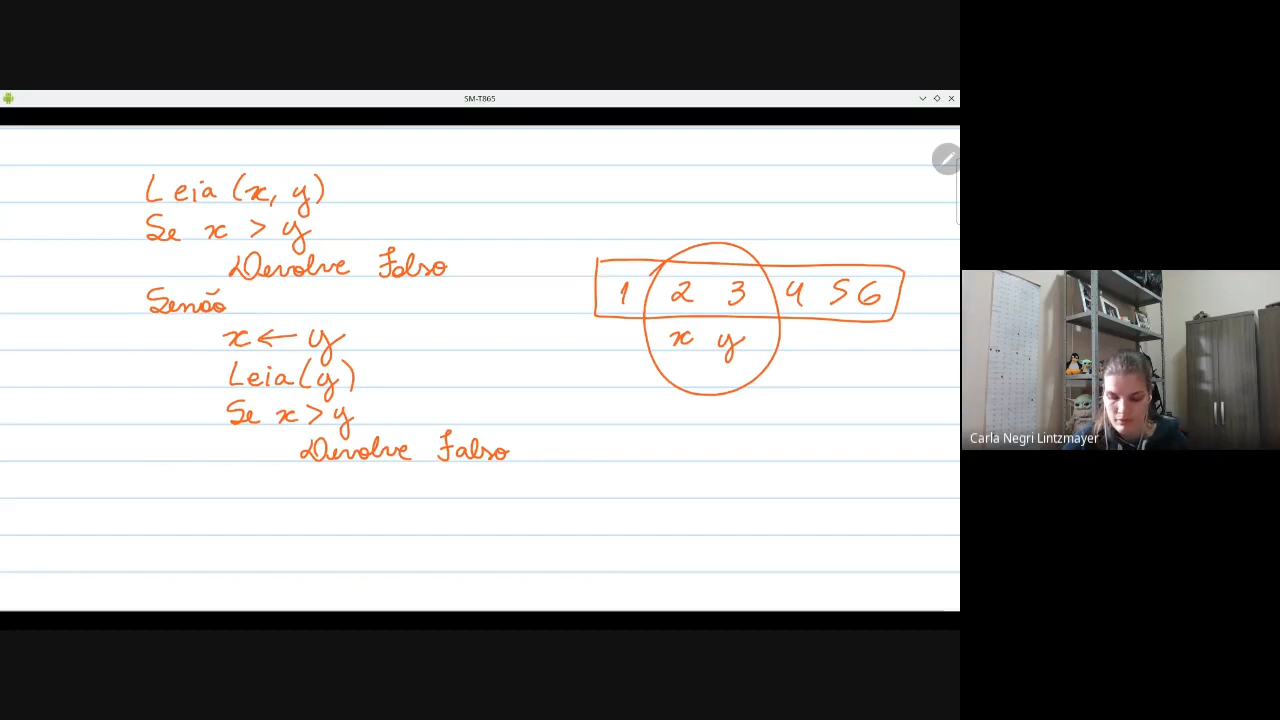 SM-T865
Leia (x, y)
Se x > y
Devolve Falso
Senão
x ← y
Leia (y)
Se x > y
Devolve Falso
1 2 3 4 5 6
x y
Carla Negri Lintzmayer